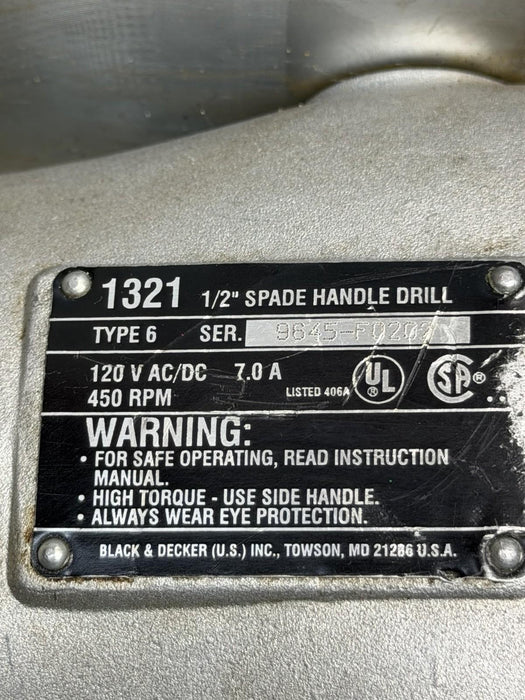 1321 1/2" SPADE HANDLE DRILL
TYPE 6 SER.
120 V AC/DC 7.0 A
450 RPM LISTED 406A UL ® SA ®
WARNING:
• FOR SAFE OPERATING, READ INSTRUCTION
MANUAL.
• HIGH TORQUE - USE SIDE HANDLE.
• ALWAYS WEAR EYE PROTECTION.
BLACK & DECKER (U.S.) INC., TOWSON, MD 21286 U.S.A.